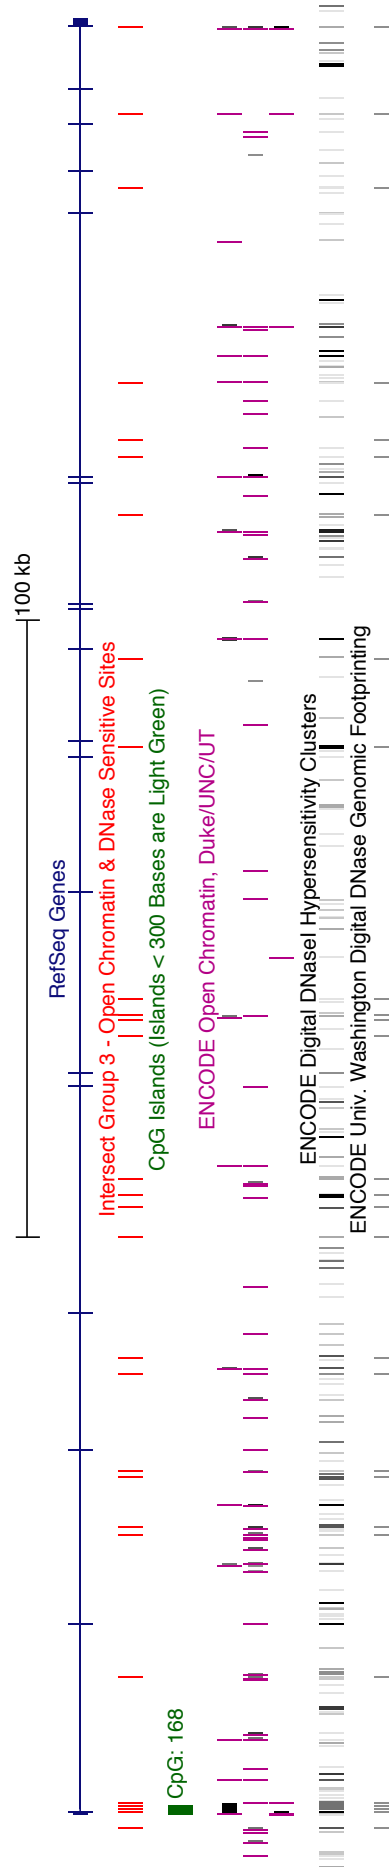 100 kb
RefSeq Genes
Intersect Group 3 - Open Chromatin & DNase Sensitive Sites
CpG Islands (Islands < 300 Bases are Light Green)
CpG: 168
ENCODE Open Chromatin, Duke/UNC/UT
ENCODE Digital DNaseI Hypersensitivity Clusters
ENCODE Univ. Washington Digital DNase Genomic Footprinting